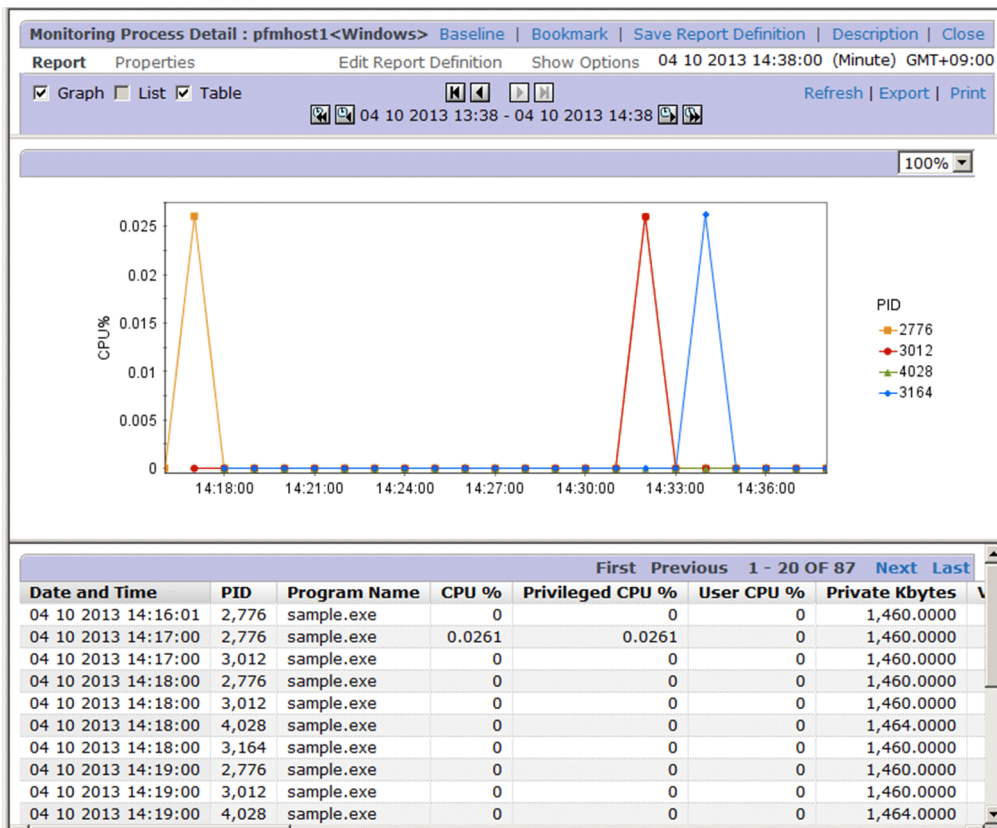 Monitoring Process Detail : pfmhost1<Windows> Baseline | Bookmark | Save Report Definition | Description | Close
Report Properties Edit Report Definition Show Options 04 10 2013 14:38:00 (Minute) GMT+09:00
Graph List Table Refresh | Export | Print
04 10 2013 13:38 - 04 10 2013 14:38
100%
0.025
0.02
0.015
0.01
0.005
0
CPU%
14:18:00 14:21:00 14:24:00 14:27:00 14:30:00 14:33:00 14:36:00
PID
2776
3012
4028
3164
First Previous 1 - 20 OF 87 Next Last
Date and Time PID Program Name CPU % Privileged CPU % User CPU % Private Kbytes
04 10 2013 14:16:01 2,776 sample.exe 0 0 0 1,460.0000
04 10 2013 14:17:00 2,776 sample.exe 0.0261 0.0261 0 1,460.0000
04 10 2013 14:17:00 3,012 sample.exe 0 0 0 1,460.0000
04 10 2013 14:18:00 2,776 sample.exe 0 0 0 1,460.0000
04 10 2013 14:18:00 3,012 sample.exe 0 0 0 1,460.0000
04 10 2013 14:18:00 4,028 sample.exe 0 0 0 1,464.0000
04 10 2013 14:18:00 3,164 sample.exe 0 0 0 1,460.0000
04 10 2013 14:19:00 2,776 sample.exe 0 0 0 1,460.0000
04 10 2013 14:19:00 3,012 sample.exe 0 0 0 1,460.0000
04 10 2013 14:19:00 4,028 sample.exe 0 0 0 1,464.0000